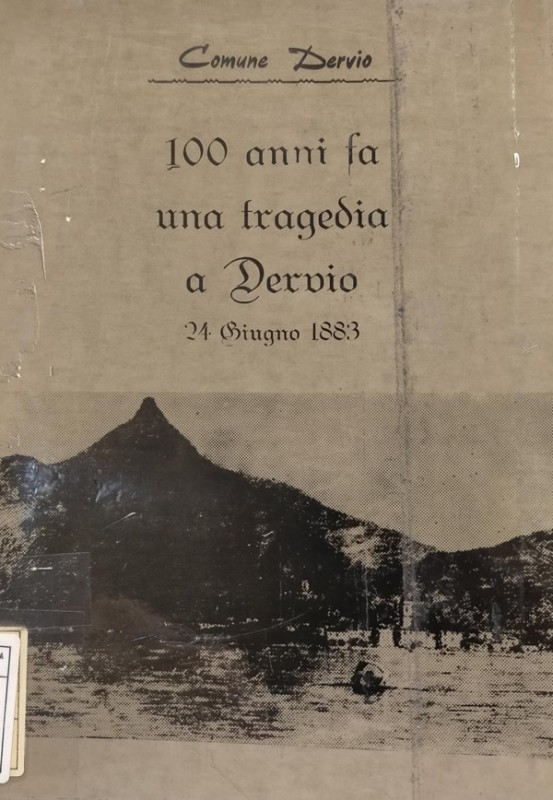 Comune Dervio
100 anni fa
una tragedia
a Dervio
24 Giugno 1883